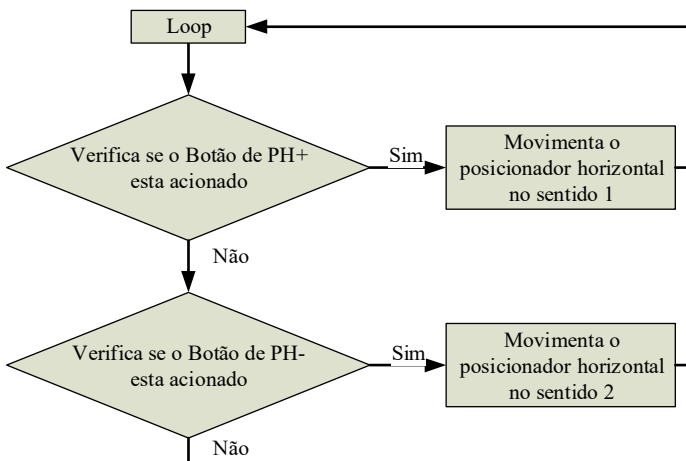 Loop
Verifica se o Botão de PH+
esta acionado
Sim
Movimenta o
posicionador horizontal
no sentido 1
Não
Verifica se o Botão de PH-
esta acionado
Sim
Movimenta o
posicionador horizontal
no sentido 2
Não